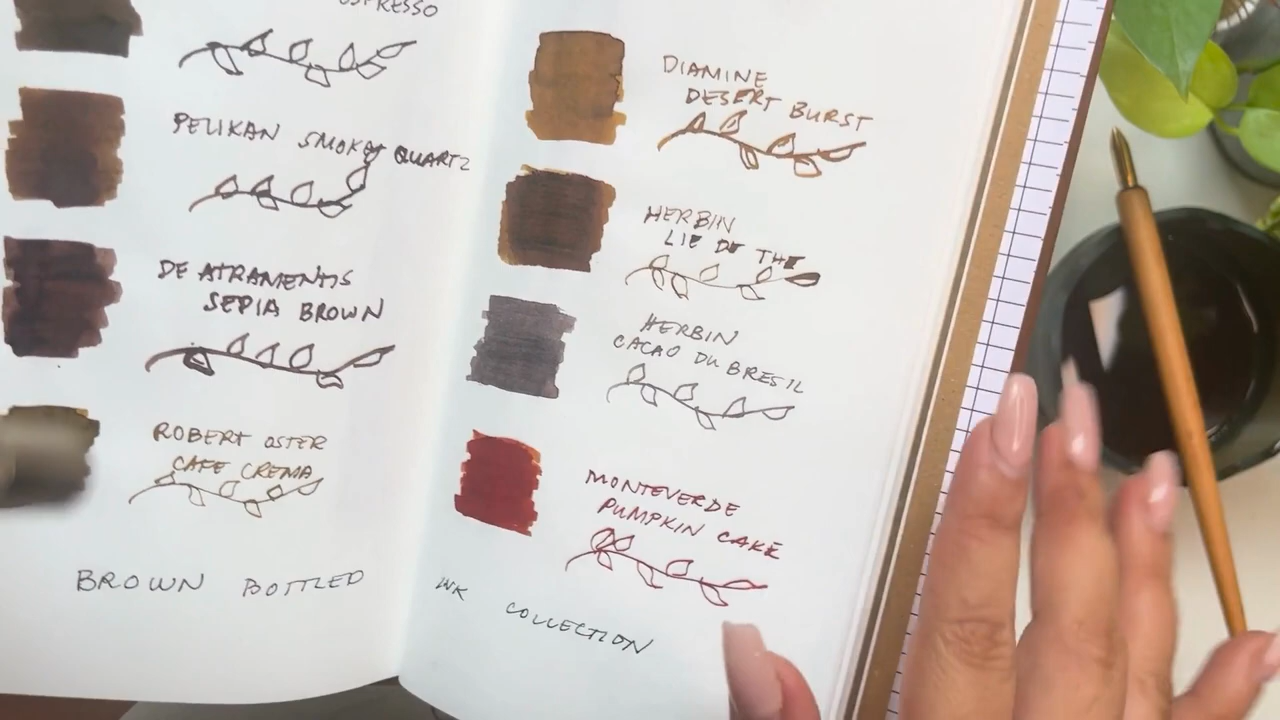 ESPRESSO
PELIKAN SMOKEY QUARTZ
DE ATRAMENTIS
SEPIA BROWN
ROBERT OSTER
CAFE CREMA
BROWN BOTTLED
DIAMINE
DESERT BURST
HERBIN
LIE DE THE
HERBIN
CACAO DU BRESIL
MONTEVERDE
PUMPKIN CAKE
INK COLLECTION